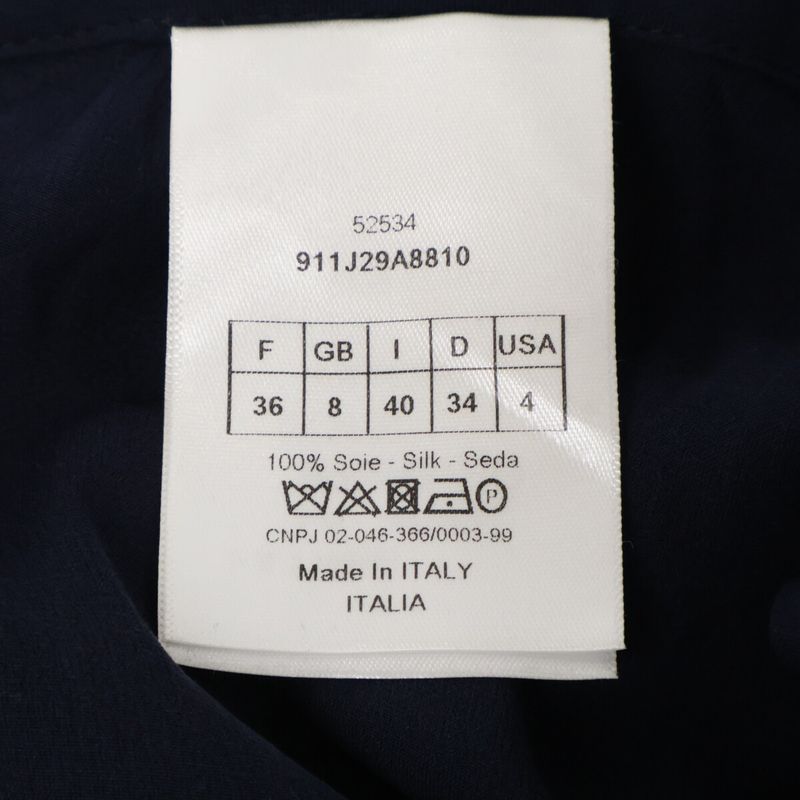 52534
911J29A8810
F GB I D USA
36 8 40 34 4
100% Soie - Silk - Seda
P
CNPJ 02-046-366/0003-99
Made In ITALY
ITALIA